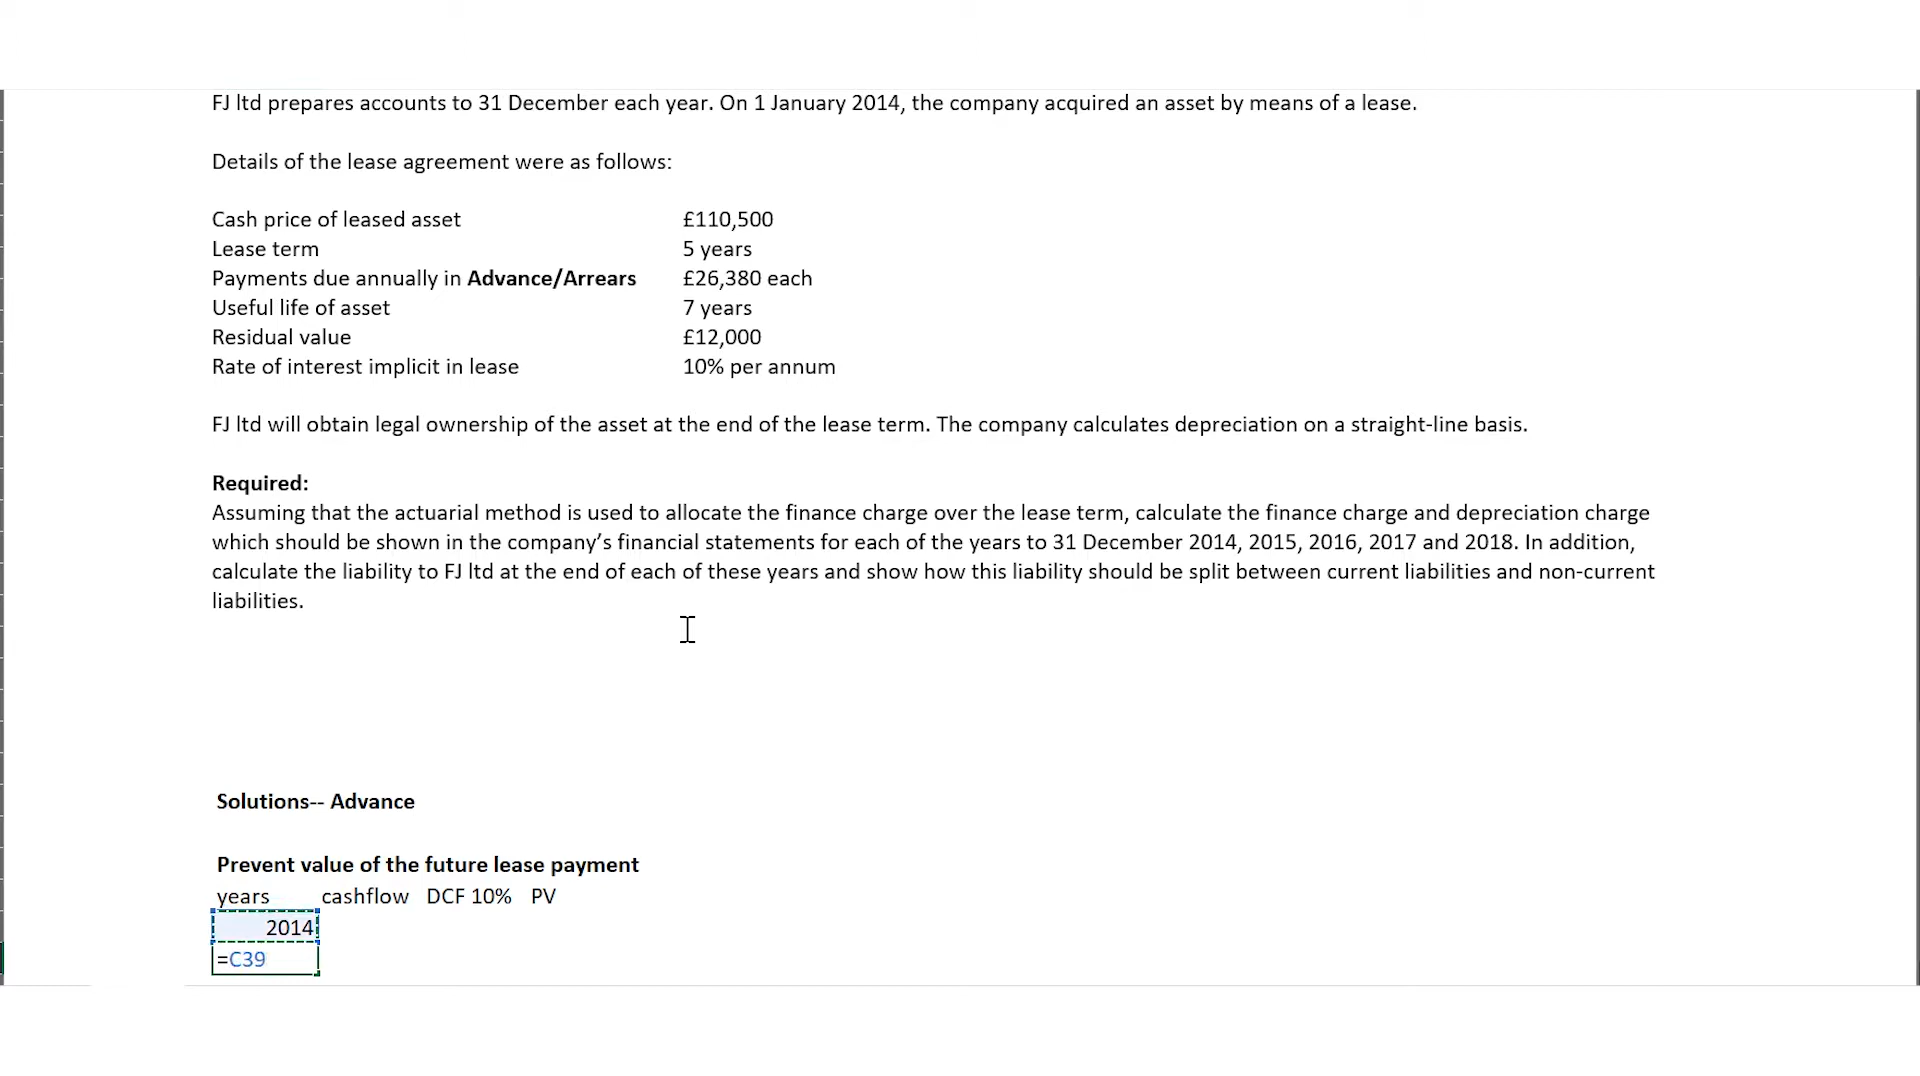 FJ ltd prepares accounts to 31 December each year. On 1 January 2014, the company acquired an asset by means of a lease.
Details of the lease agreement were as follows:
Cash price of leased asset £110,500
Lease term 5 years
Payments due annually in Advance/Arrears £26,380 each
Useful life of asset 7 years
Residual value £12,000
Rate of interest implicit in lease 10% per annum
FJ ltd will obtain legal ownership of the asset at the end of the lease term. The company calculates depreciation on a straight-line basis.
Required:
Assuming that the actuarial method is used to allocate the finance charge over the lease term, calculate the finance charge and depreciation charge
which should be shown in the company’s financial statements for each of the years to 31 December 2014, 2015, 2016, 2017 and 2018. In addition,
calculate the liability to FJ ltd at the end of each of these years and show how this liability should be split between current liabilities and non-current
liabilities.
Solutions-- Advance
Prevent value of the future lease payment
years cashflow DCF 10% PV
2014
=C39